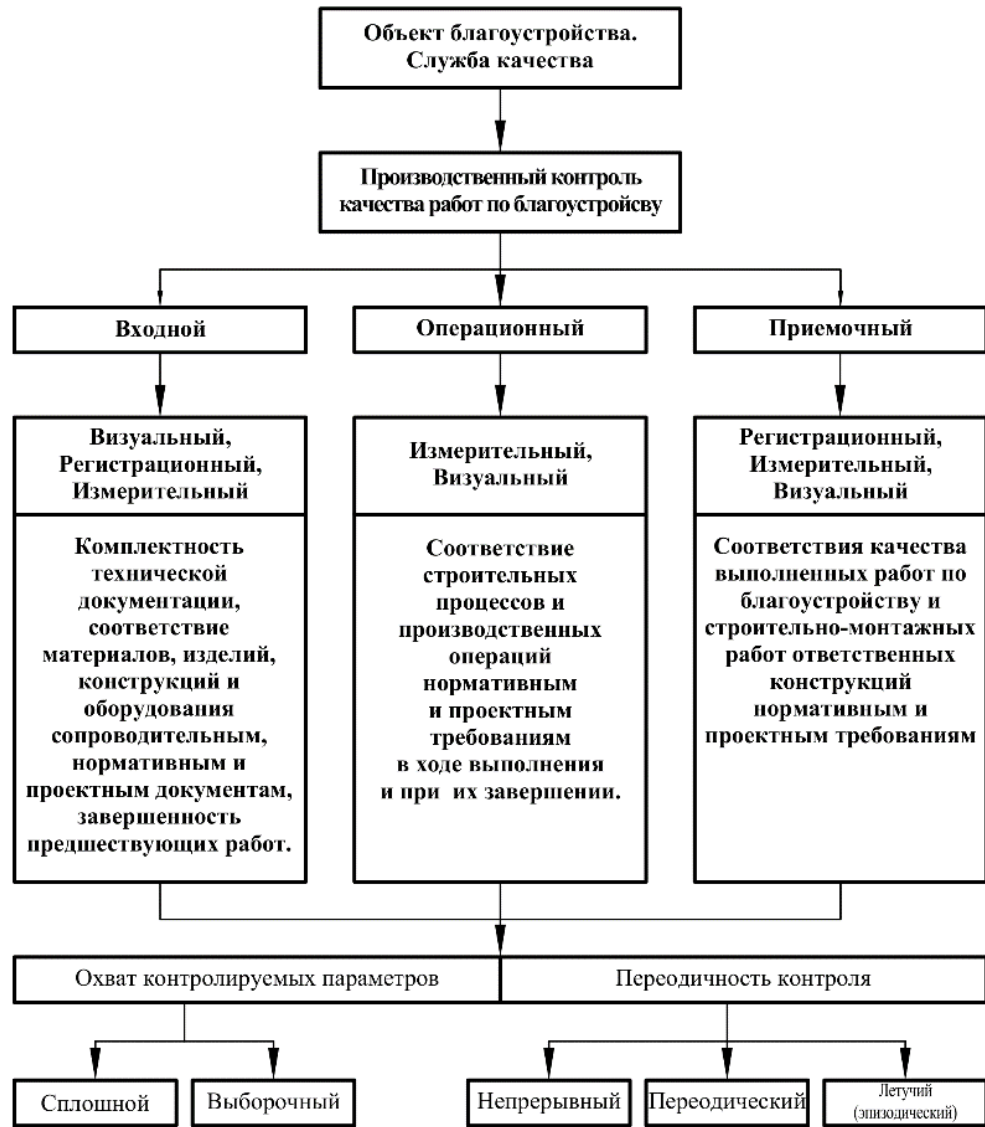 Объект благоустройства.
Служба качества
Производственный контроль
качества работ по благоустройсву
Входной
Операционный
Приемочный
Визуальный,
Регистрационный,
Измерительный
Измерительный,
Визуальный
Регистрационный,
Измерительный,
Визуальный
Комплектность
технической
документации,
соответствие
материалов, изделий,
конструкций и
оборудования
сопроводительным,
нормативным и
проектным документам,
завершенность
предшествующих работ.
Соответствие
строительных
процессов и
производственных
операций
нормативным
и проектным
требованиям
в ходе выполнения
и при их завершении.
Соответствия качества
выполненных работ по
благоустройству и
строительно-монтажных
работ ответственных
конструкций
нормативным и
проектным требованиям
Охват контролируемых параметров
Переодичность контроля
Сплошной
Выборочный
Непрерывный
Переодический
Летучий
(эпизодический)